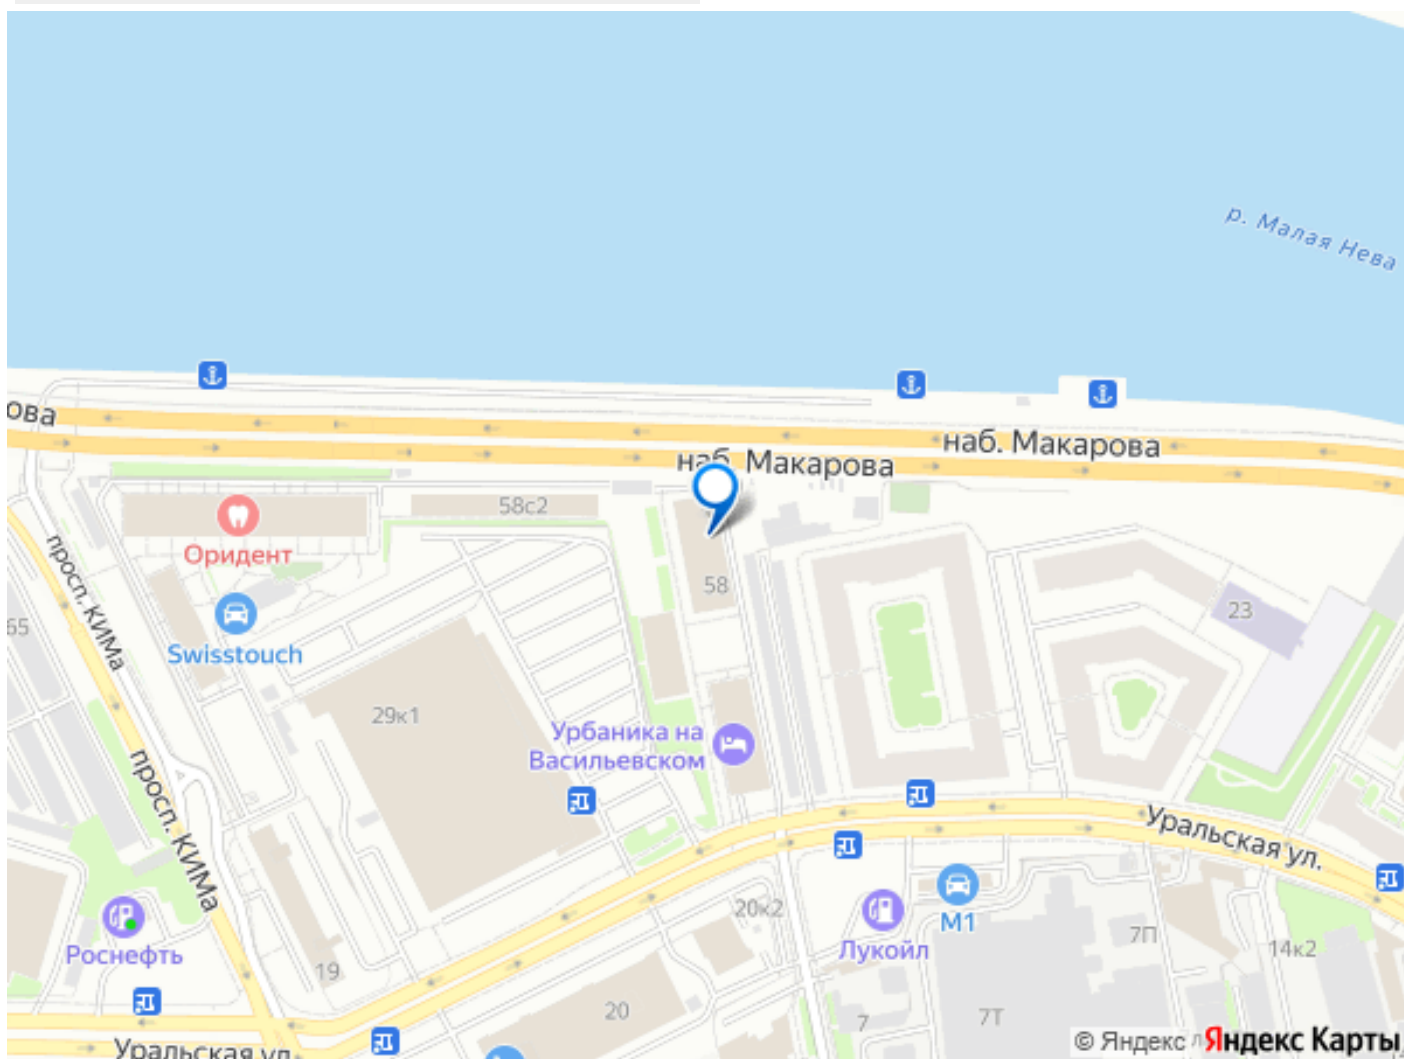 р. Малая Нева
ова
наб. Макарова
наб. Макарова
58с2
Оридент
просп. КИМа
58
23
65
Swisstouch
29к1
Урбаника на
Васильевском
просп. КИМа
Уральская ул.
20к2
М1
Роснефть
Лукойл
7П
14к2
19
20
7
7Т
Уральская ул.
© Яндекс
Яндекс Карты